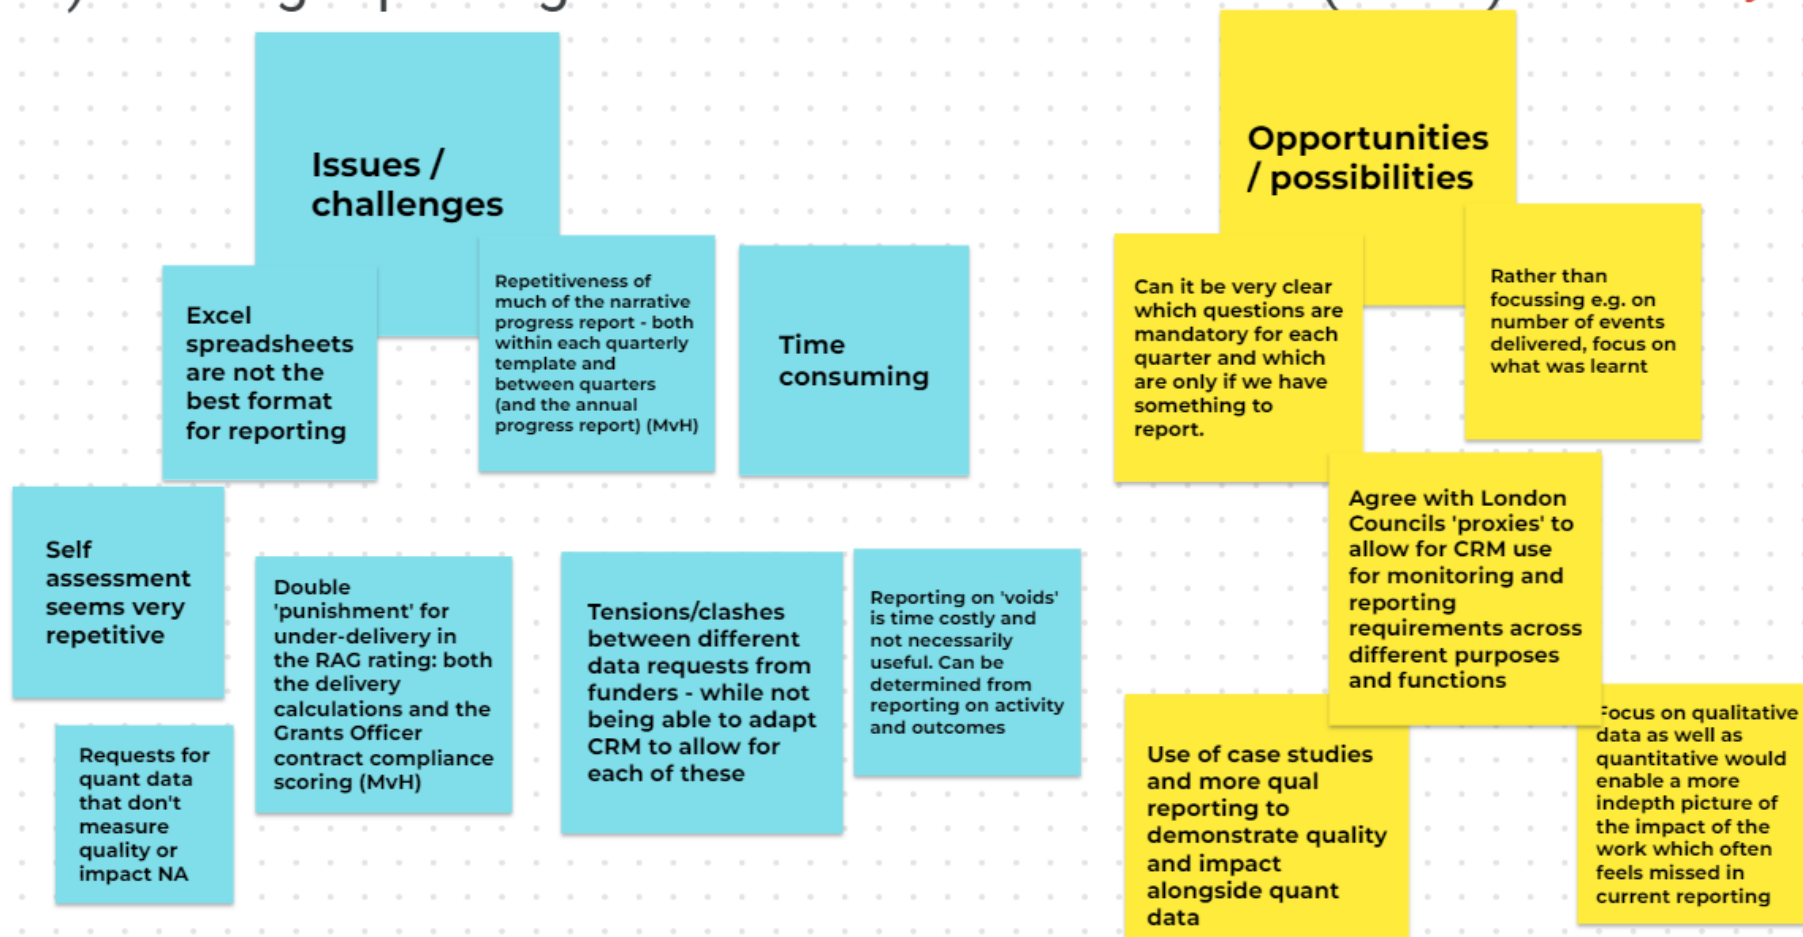 Issues /
challenges
Excel
spreadsheets
are not the
best format
for reporting
Repetitiveness of
much of the narrative
progress report - both
within each quarterly
template and
between quarters
(and the annual
progress report) (MvH)
Time
consuming
Self
assessment
seems very
repetitive
Double
'punishment' for
under-delivery in
the RAG rating: both
the delivery
calculations and the
Grants Officer
contract compliance
scoring (MvH)
Tensions/clashes
between different
data requests from
funders - while not
being able to adapt
CRM to allow for
each of these
Reporting on 'voids'
is time costly and
not necessarily
useful. Can be
determined from
reporting on activity
and outcomes
Requests for
quant data
that don't
measure
quality or
impact NA
Opportunities
/ possibilities
Can it be very clear
which questions are
mandatory for each
quarter and which
are only if we have
something to
report.
Rather than
focussing e.g. on
number of events
delivered, focus on
what was learnt
Agree with London
Councils 'proxies' to
allow for CRM use
for monitoring and
reporting
requirements across
different purposes
and functions
Use of case studies
and more qual
reporting to
demonstrate quality
and impact
alongside quant
data
Focus on qualitative
data as well as
quantitative would
enable a more
indepth picture of
the impact of the
work which often
feels missed in
current reporting